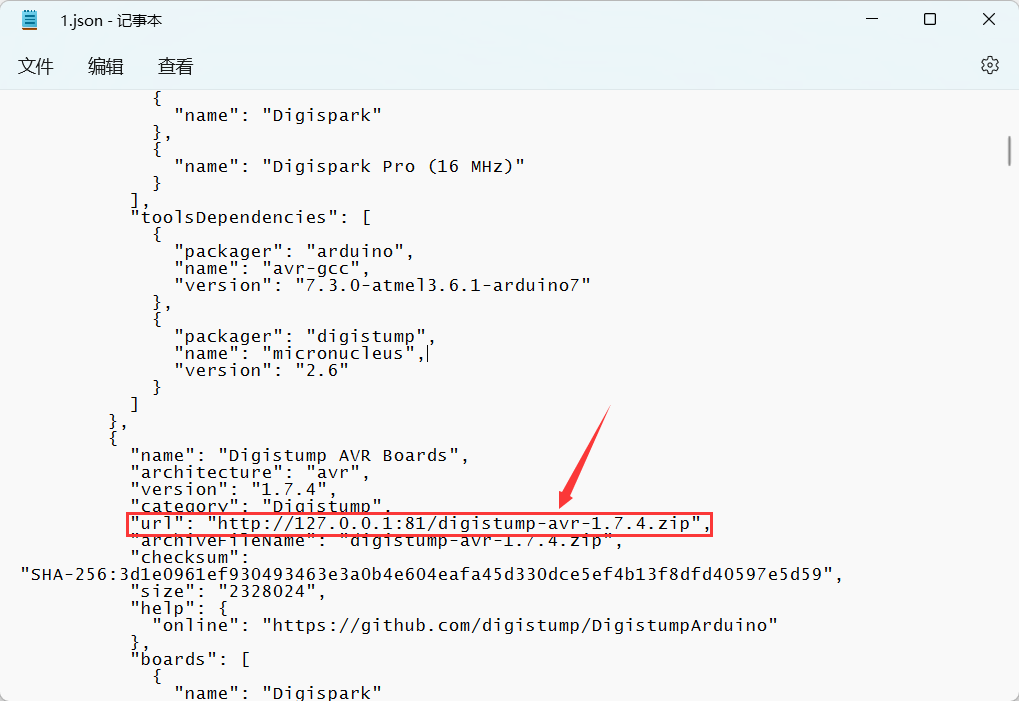 1.json - 记事本
文件 编辑 查看
{
"name": "Digispark"
},
{
"name": "Digispark Pro (16 MHz)"
}
],
"toolsDependencies": [
{
"packager": "arduino",
"name": "avr-gcc",
"version": "7.3.0-atmel3.6.1-arduino7"
},
{
"packager": "digistump",
"name": "micronucleus",
"version": "2.6"
}
]
},
{
"name": "Digistump AVR Boards",
"architecture": "avr",
"version": "1.7.4",
"category": "Digistump",
"url": "http://127.0.0.1:81/digistump-avr-1.7.4.zip",
"archiveFileName": "digistump-avr-1.7.4.zip",
"checksum":
"SHA-256:3d1e0961ef930493463e3a0b4e604eafa45d330dce5ef4b13f8dfd40597e5d59",
"size": "2328024",
"help": {
"online": "https://github.com/digistump/DigistumpArduino"
},
"boards": [
{
"name": "Digispark"